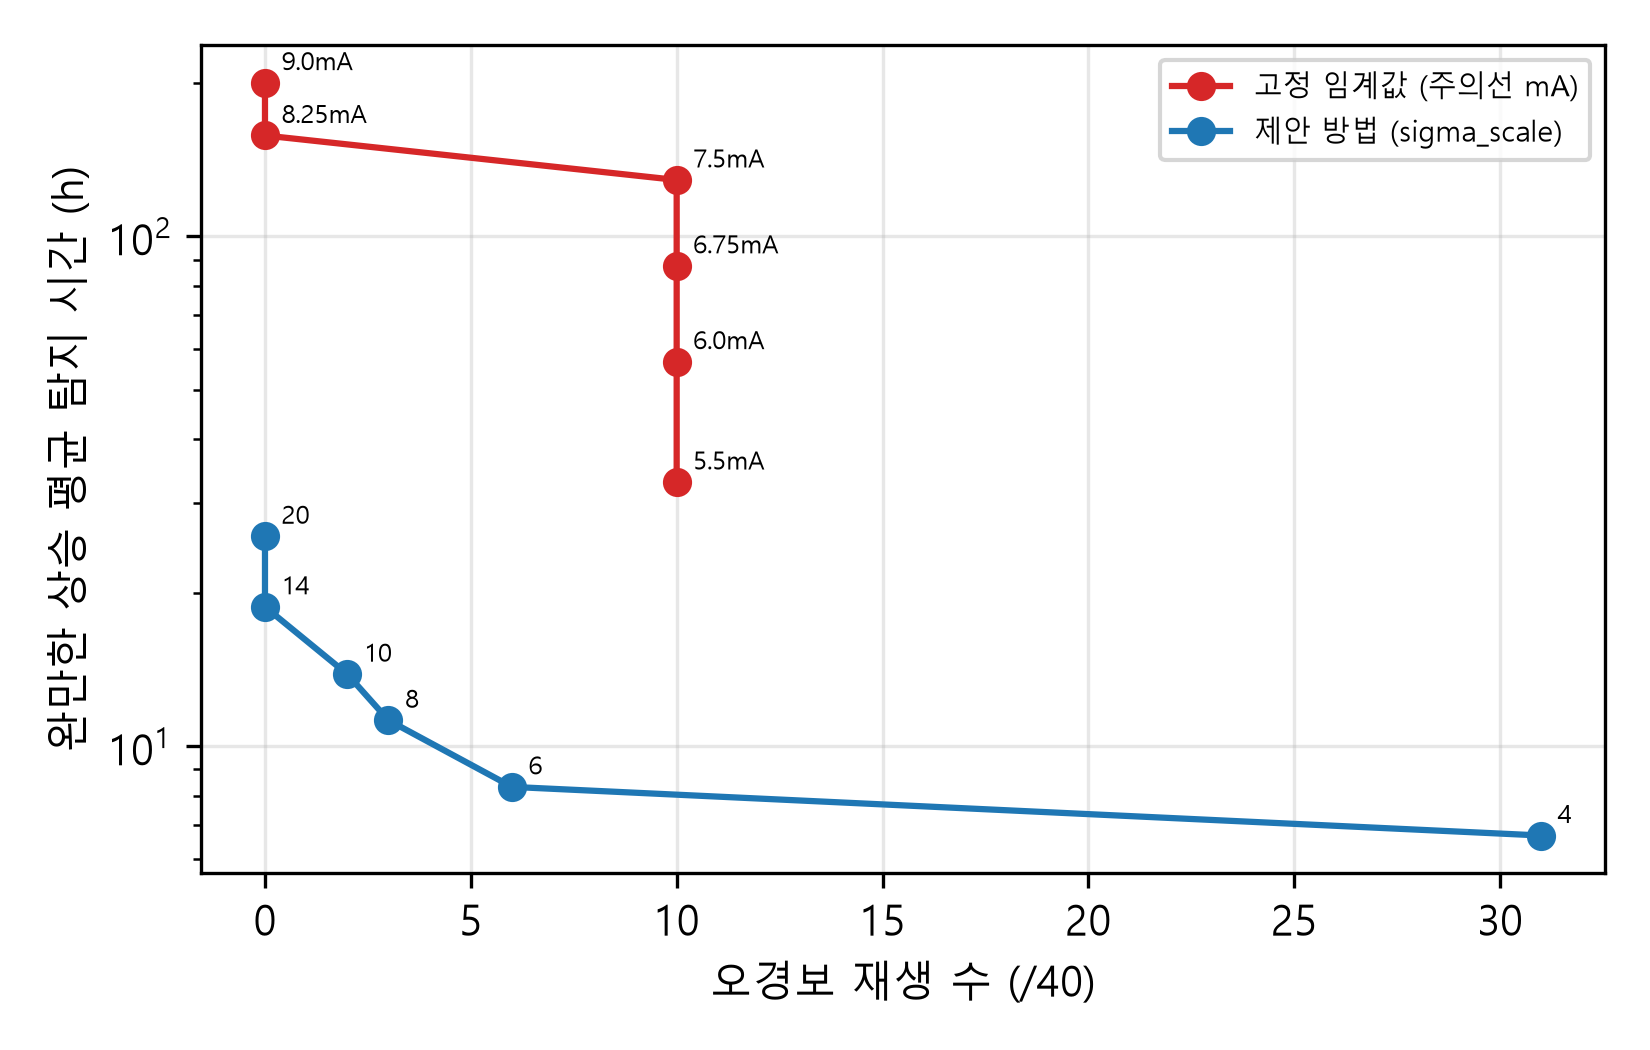 고정 임계값 (주의선 mA)
제안 방법 (sigma_scale)
9.0mA
8.25mA
7.5mA
6.75mA
6.0mA
5.5mA
20
14
10
8
6
4
완만한 상승 평균 탐지 시간 (h)
10²
10¹
0 5 10 15 20 25 30
오경보 재생 수 (/40)